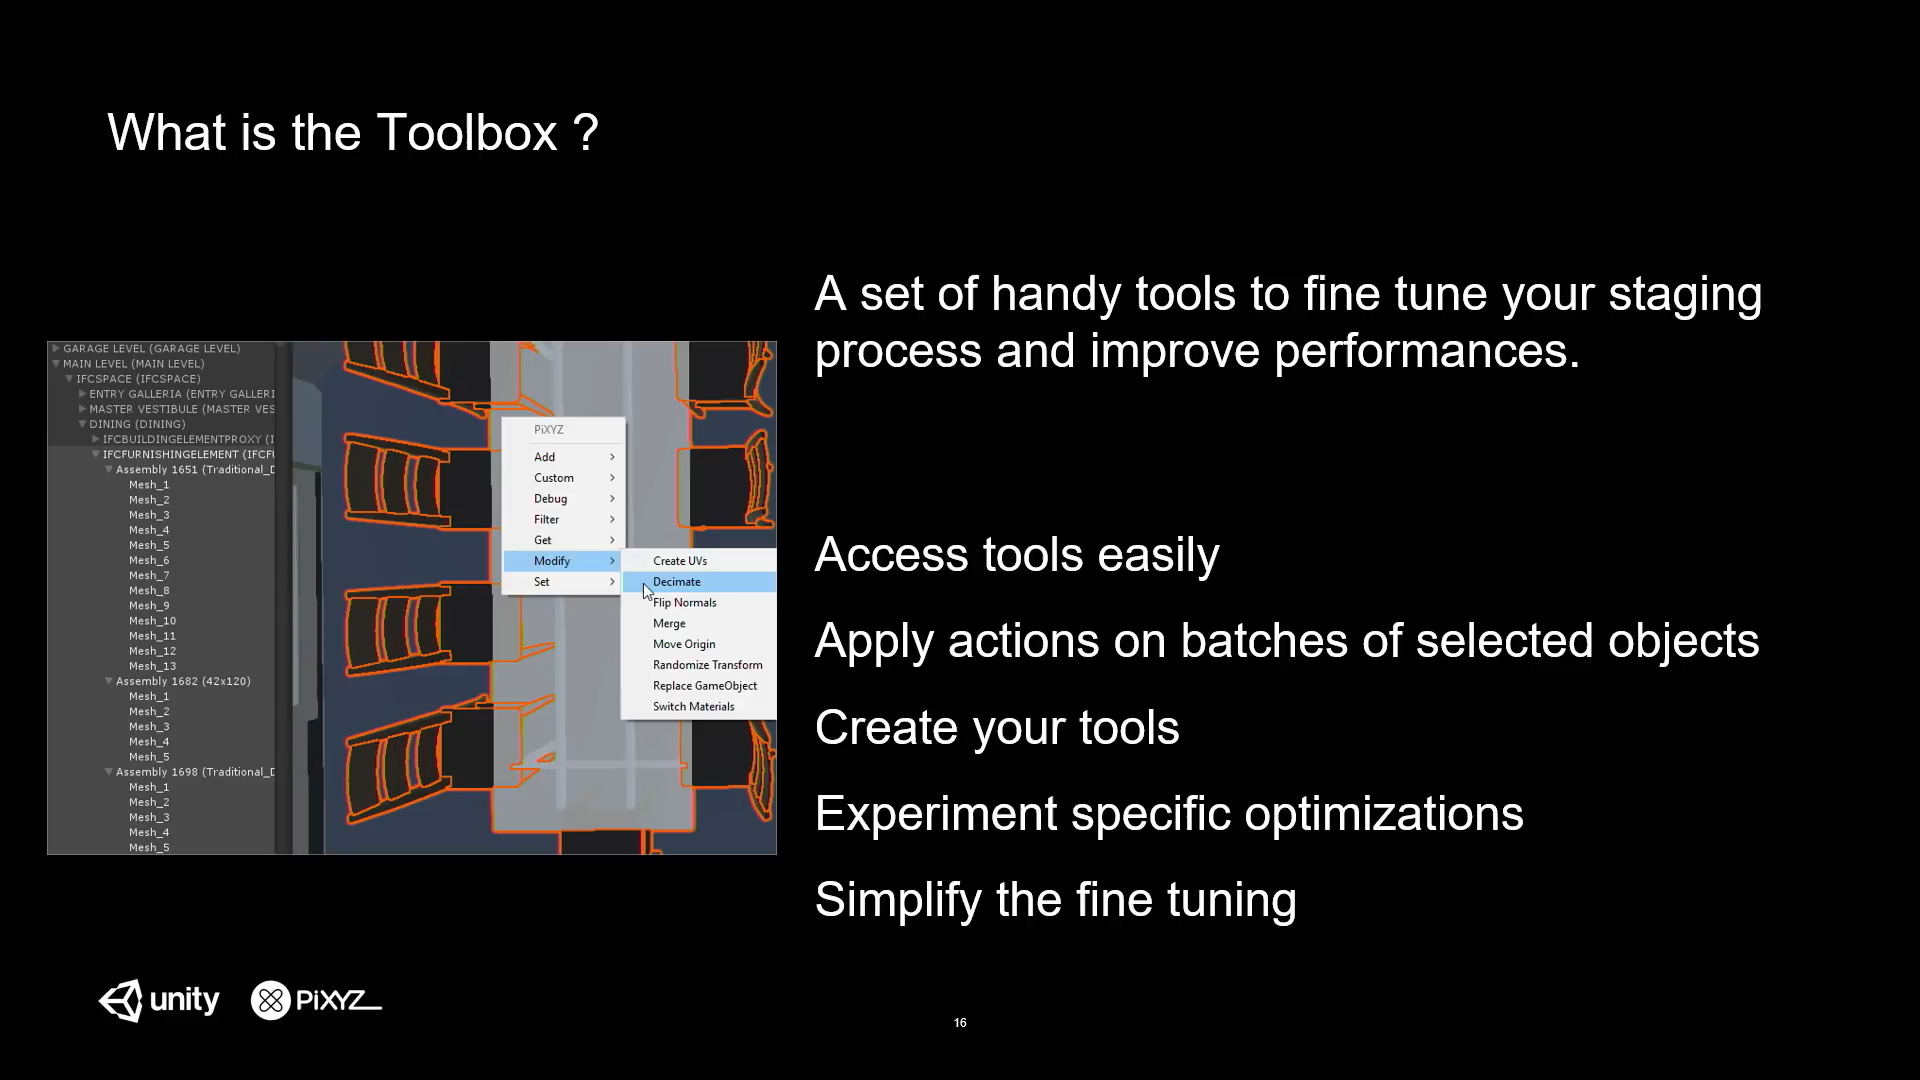 What is the Toolbox ?
A set of handy tools to fine tune your staging
process and improve performances.
GARAGE LEVEL (GARAGE LEVEL)
MAIN LEVEL (MAIN LEVEL)
IFCSPACE (IFCSPACE)
ENTRY GALLERIA (ENTRY GALLERI
MASTER VESTIBULE (MASTER VES
DINING (DINING)
IFCBUILDINGELEMENTPROXY (I
IFCFURNISHINGELEMENT (IFCFU
Assembly 1651 (Traditional_D
Mesh_1
Mesh_2
Mesh_3
Mesh_4
Mesh_5
Mesh_6
Mesh_7
Mesh_8
Mesh_9
Mesh_10
Mesh_11
Mesh_12
Mesh_13
Assembly 1682 (42x120)
Mesh_1
Mesh_2
Mesh_3
Mesh_4
Mesh_5
Assembly 1698 (Traditional_D
Mesh_1
Mesh_2
Mesh_3
Mesh_4
Mesh_5
PiXYZ
Add
Custom
Debug
Filter
Get
Modify
Set
Create UVs
Decimate
Flip Normals
Merge
Move Origin
Randomize Transform
Replace GameObject
Switch Materials
Access tools easily
Apply actions on batches of selected objects
Create your tools
Experiment specific optimizations
Simplify the fine tuning
unity PiXYZ
16